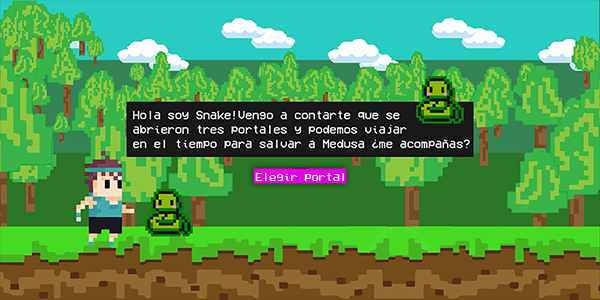 Hola soy Snake!Vengo a contarte que se
abrieron tres portales y podemos viajar
en el tiempo para salvar a Medusa ¿me acompañas?
Elegir portal